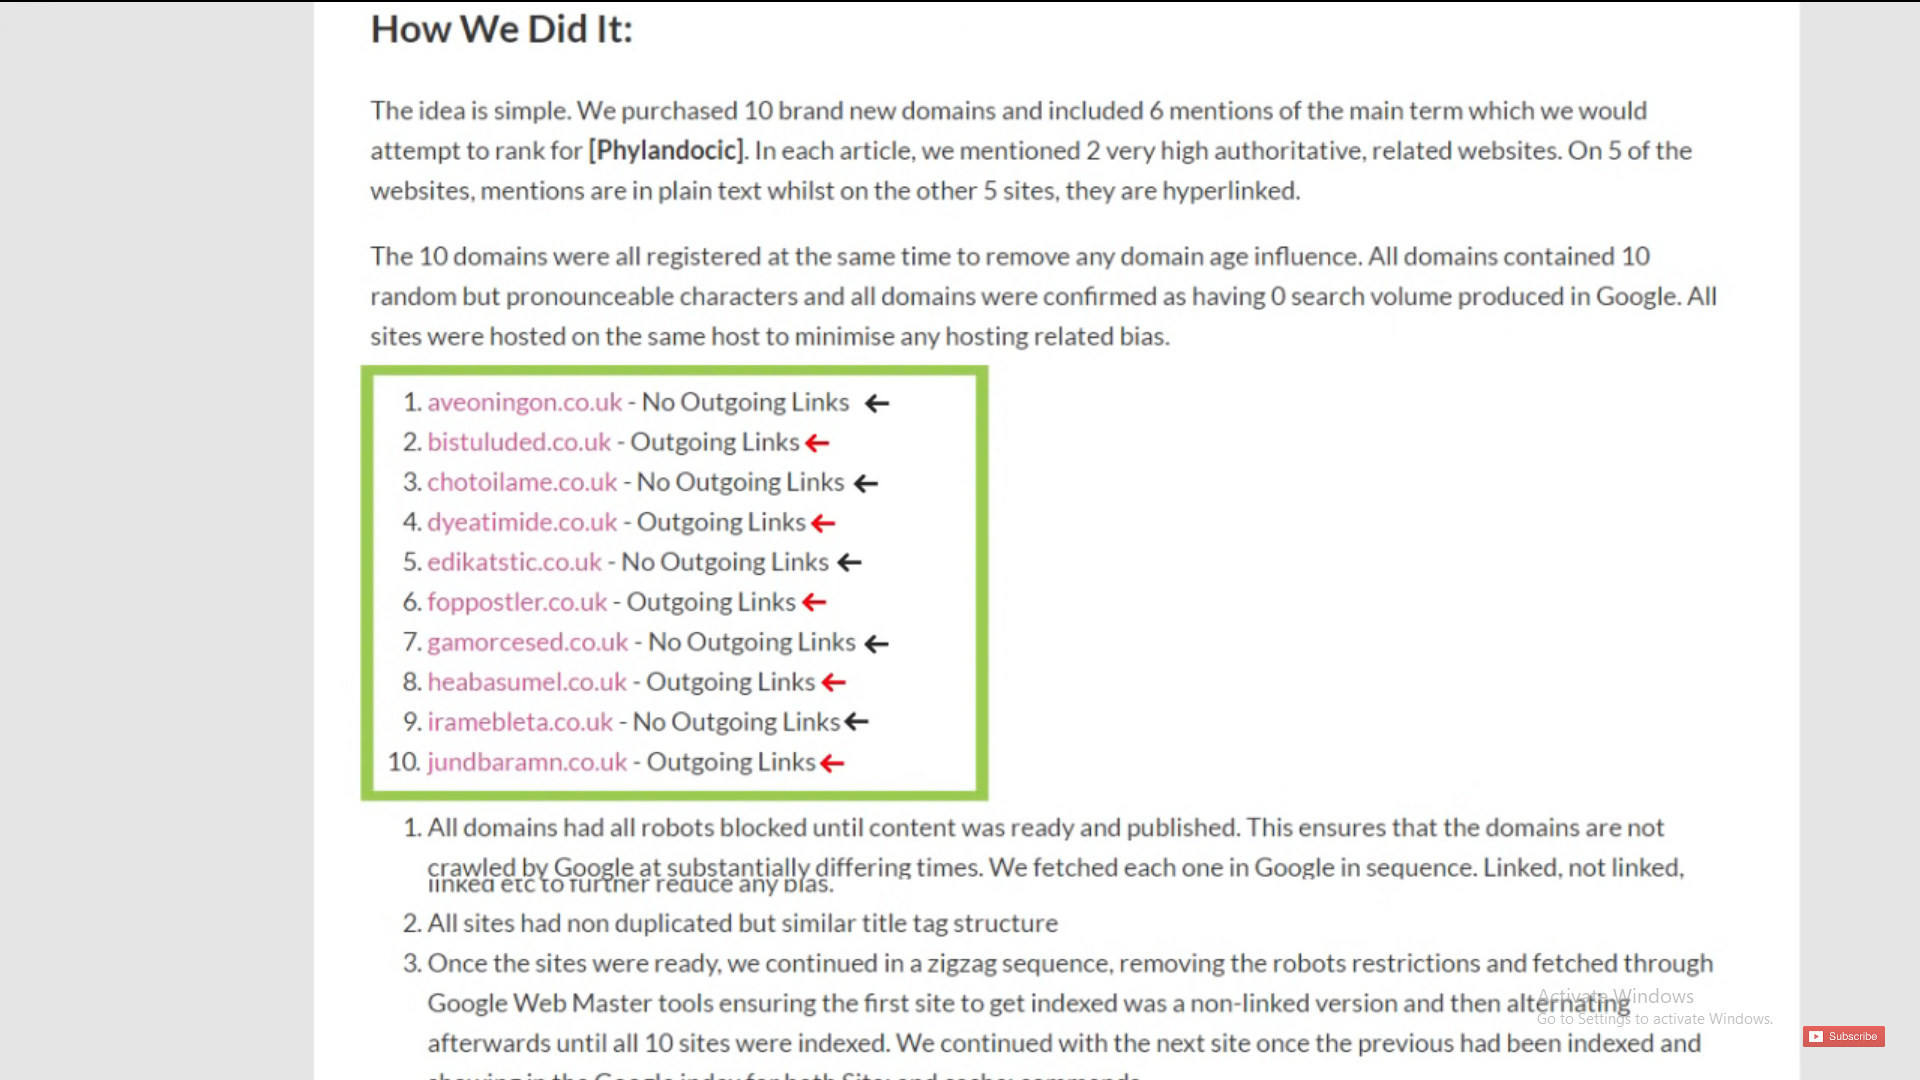 How We Did It:
The idea is simple. We purchased 10 brand new domains and included 6 mentions of the main term which we would
attempt to rank for [Phylandocic]. In each article, we mentioned 2 very high authoritative, related websites. On 5 of the
websites, mentions are in plain text whilst on the other 5 sites, they are hyperlinked.
The 10 domains were all registered at the same time to remove any domain age influence. All domains contained 10
random but pronounceable characters and all domains were confirmed as having 0 search volume produced in Google. All
sites were hosted on the same host to minimise any hosting related bias.
1. aveoningon.co.uk - No Outgoing Links
2. bistuluded.co.uk - Outgoing Links
3. chotoilame.co.uk - No Outgoing Links
4. dyeatimide.co.uk - Outgoing Links
5. edikatstic.co.uk - No Outgoing Links
6. foppostler.co.uk - Outgoing Links
7. gamorcesed.co.uk - No Outgoing Links
8. heabasumel.co.uk - Outgoing Links
9. iramebleta.co.uk - No Outgoing Links
10. jundbaramn.co.uk - Outgoing Links
1. All domains had all robots blocked until content was ready and published. This ensures that the domains are not
crawled by Google at substantially differing times. We fetched each one in Google in sequence. Linked, not linked,
linked etc to further reduce any bias.
2. All sites had non duplicated but similar title tag structure
3. Once the sites were ready, we continued in a zigzag sequence, removing the robots restrictions and fetched through
Google Web Master tools ensuring the first site to get indexed was a non-linked version and then alternating
afterwards until all 10 sites were indexed. We continued with the next site once the previous had been indexed and
showing in the Google index for both Site: and cache: commands.
Activate Windows
Go to Settings to activate Windows.
Subscribe